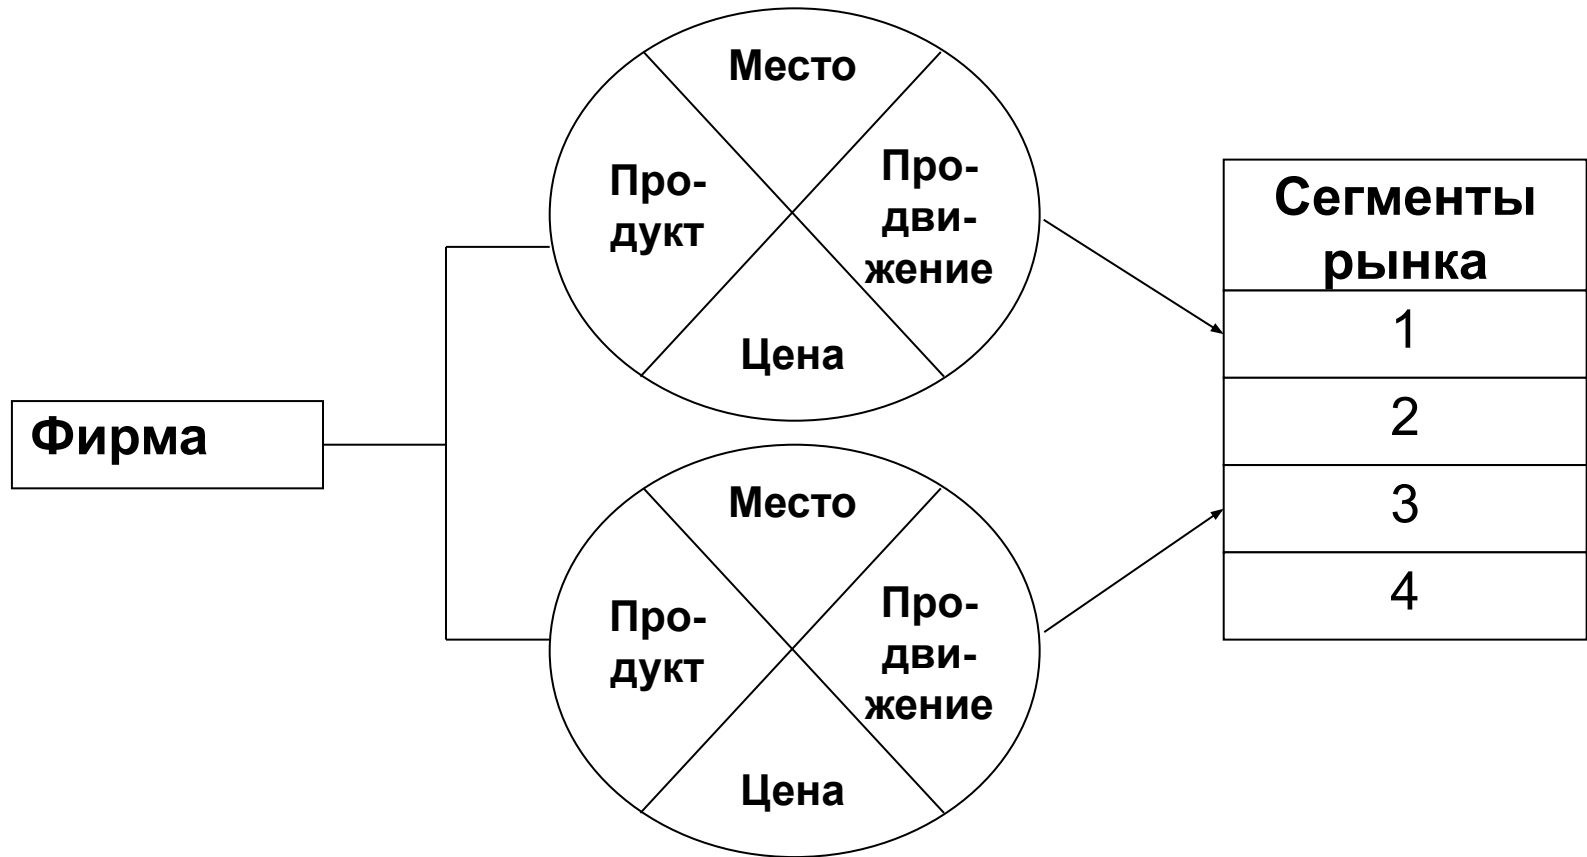 Фирма
Место
Про-
дукт
Про-
дви-
жение
Цена
Место
Про-
дукт
Про-
дви-
жение
Цена
Сегменты
рынка
1
2
3
4